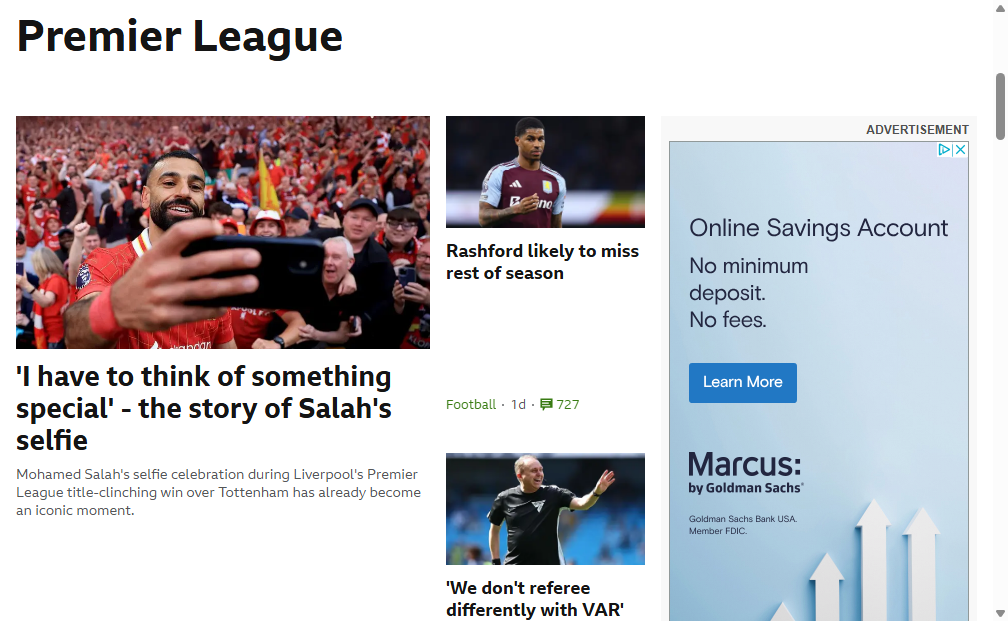 Premier League
'I have to think of something
special' - the story of Salah's
selfie
Mohamed Salah's selfie celebration during Liverpool's Premier
League title-clinching win over Tottenham has already become
an iconic moment.
Rashford likely to miss
rest of season
Football · 1d · 727
'We don't referee
differently with VAR'
ADVERTISEMENT
Online Savings Account
No minimum
deposit.
No fees.
Learn More
Marcus:
by Goldman Sachs®
Goldman Sachs Bank USA.
Member FDIC.